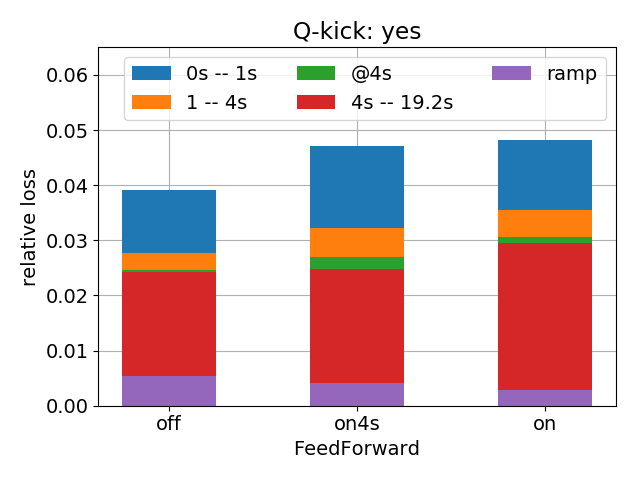 Q-kick: yes
0s -- 1s
1 -- 4s
@4s
4s -- 19.2s
ramp
relative loss
0.06
0.05
0.04
0.03
0.02
0.01
0.00
off
on4s
on
FeedForward